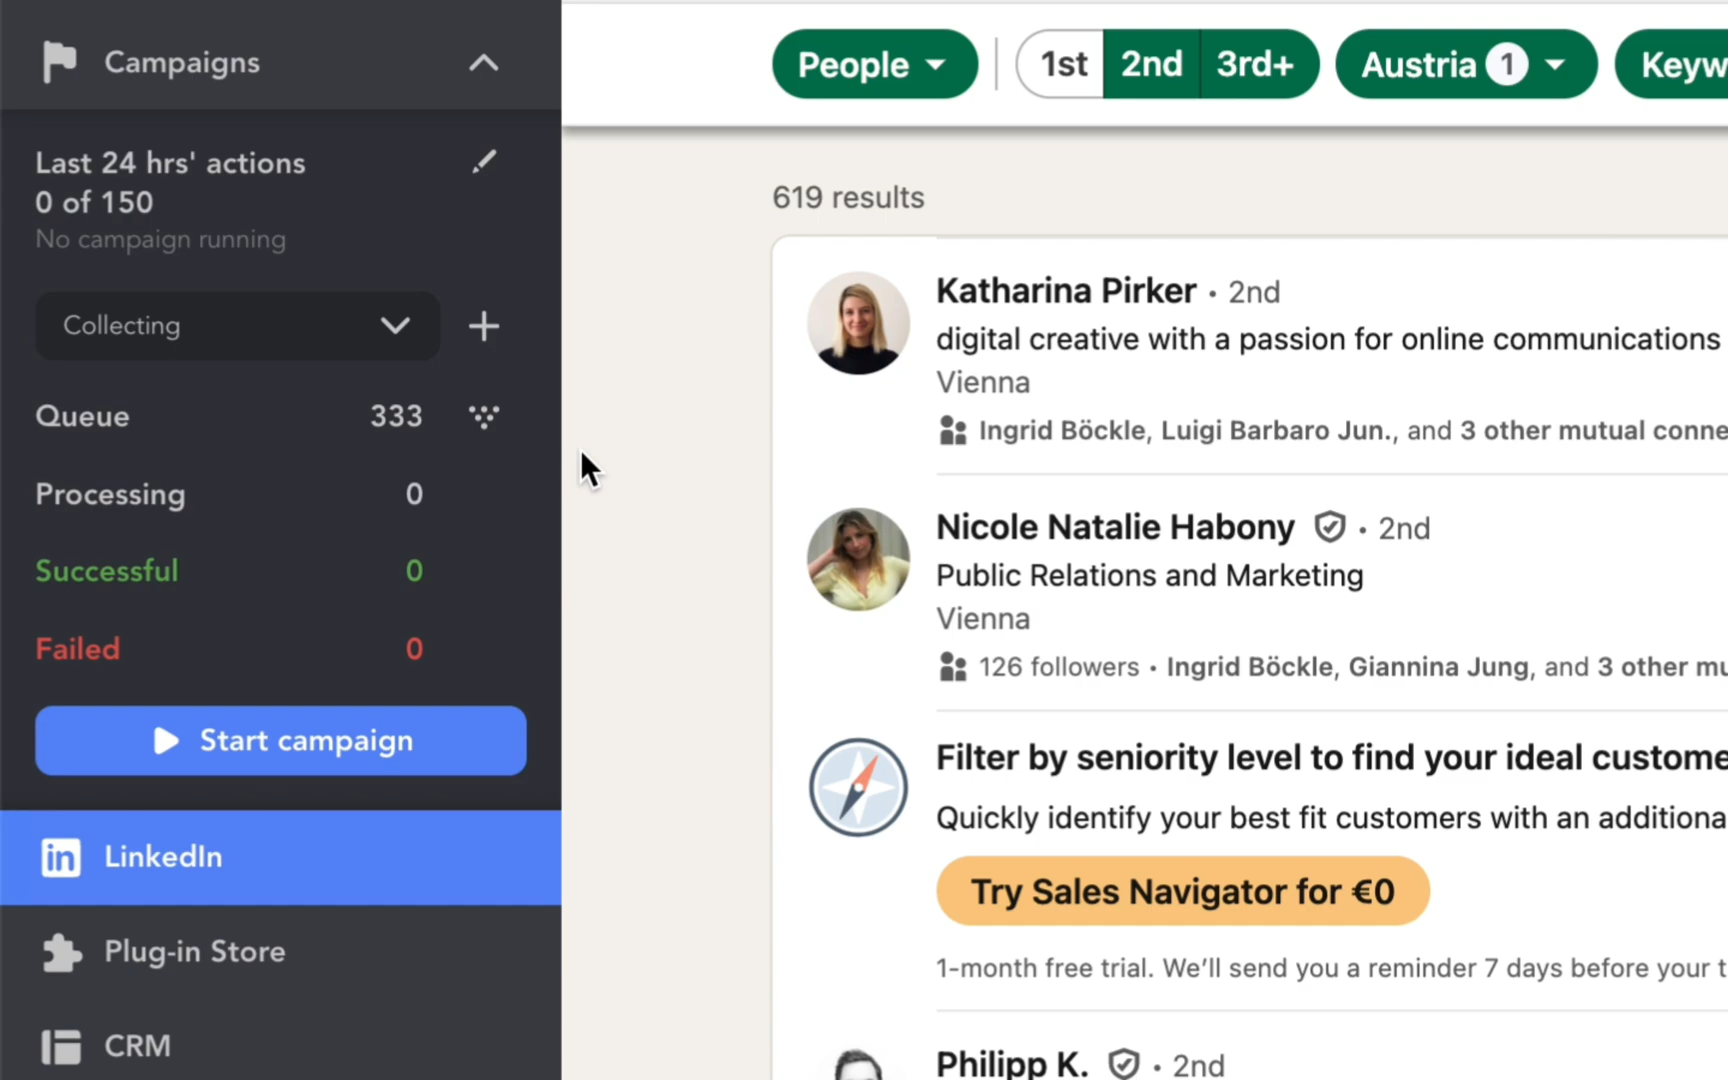 Campaigns
Last 24 hrs' actions
0 of 150
No campaign running
Collecting
Queue 333
Processing 0
Successful 0
Failed 0
Start campaign
LinkedIn
Plug-in Store
CRM
People 1st 2nd 3rd+ Austria 1 Keyw
619 results
Katharina Pirker • 2nd
digital creative with a passion for online communications
Vienna
Ingrid Böckle, Luigi Barbaro Jun., and 3 other mutual conne
Nicole Natalie Habony • 2nd
Public Relations and Marketing
Vienna
126 followers • Ingrid Böckle, Giannina Jung, and 3 other mu
Filter by seniority level to find your ideal custome
Quickly identify your best fit customers with an additiona
Try Sales Navigator for €0
1-month free trial. We’ll send you a reminder 7 days before your t
Philipp K. • 2nd